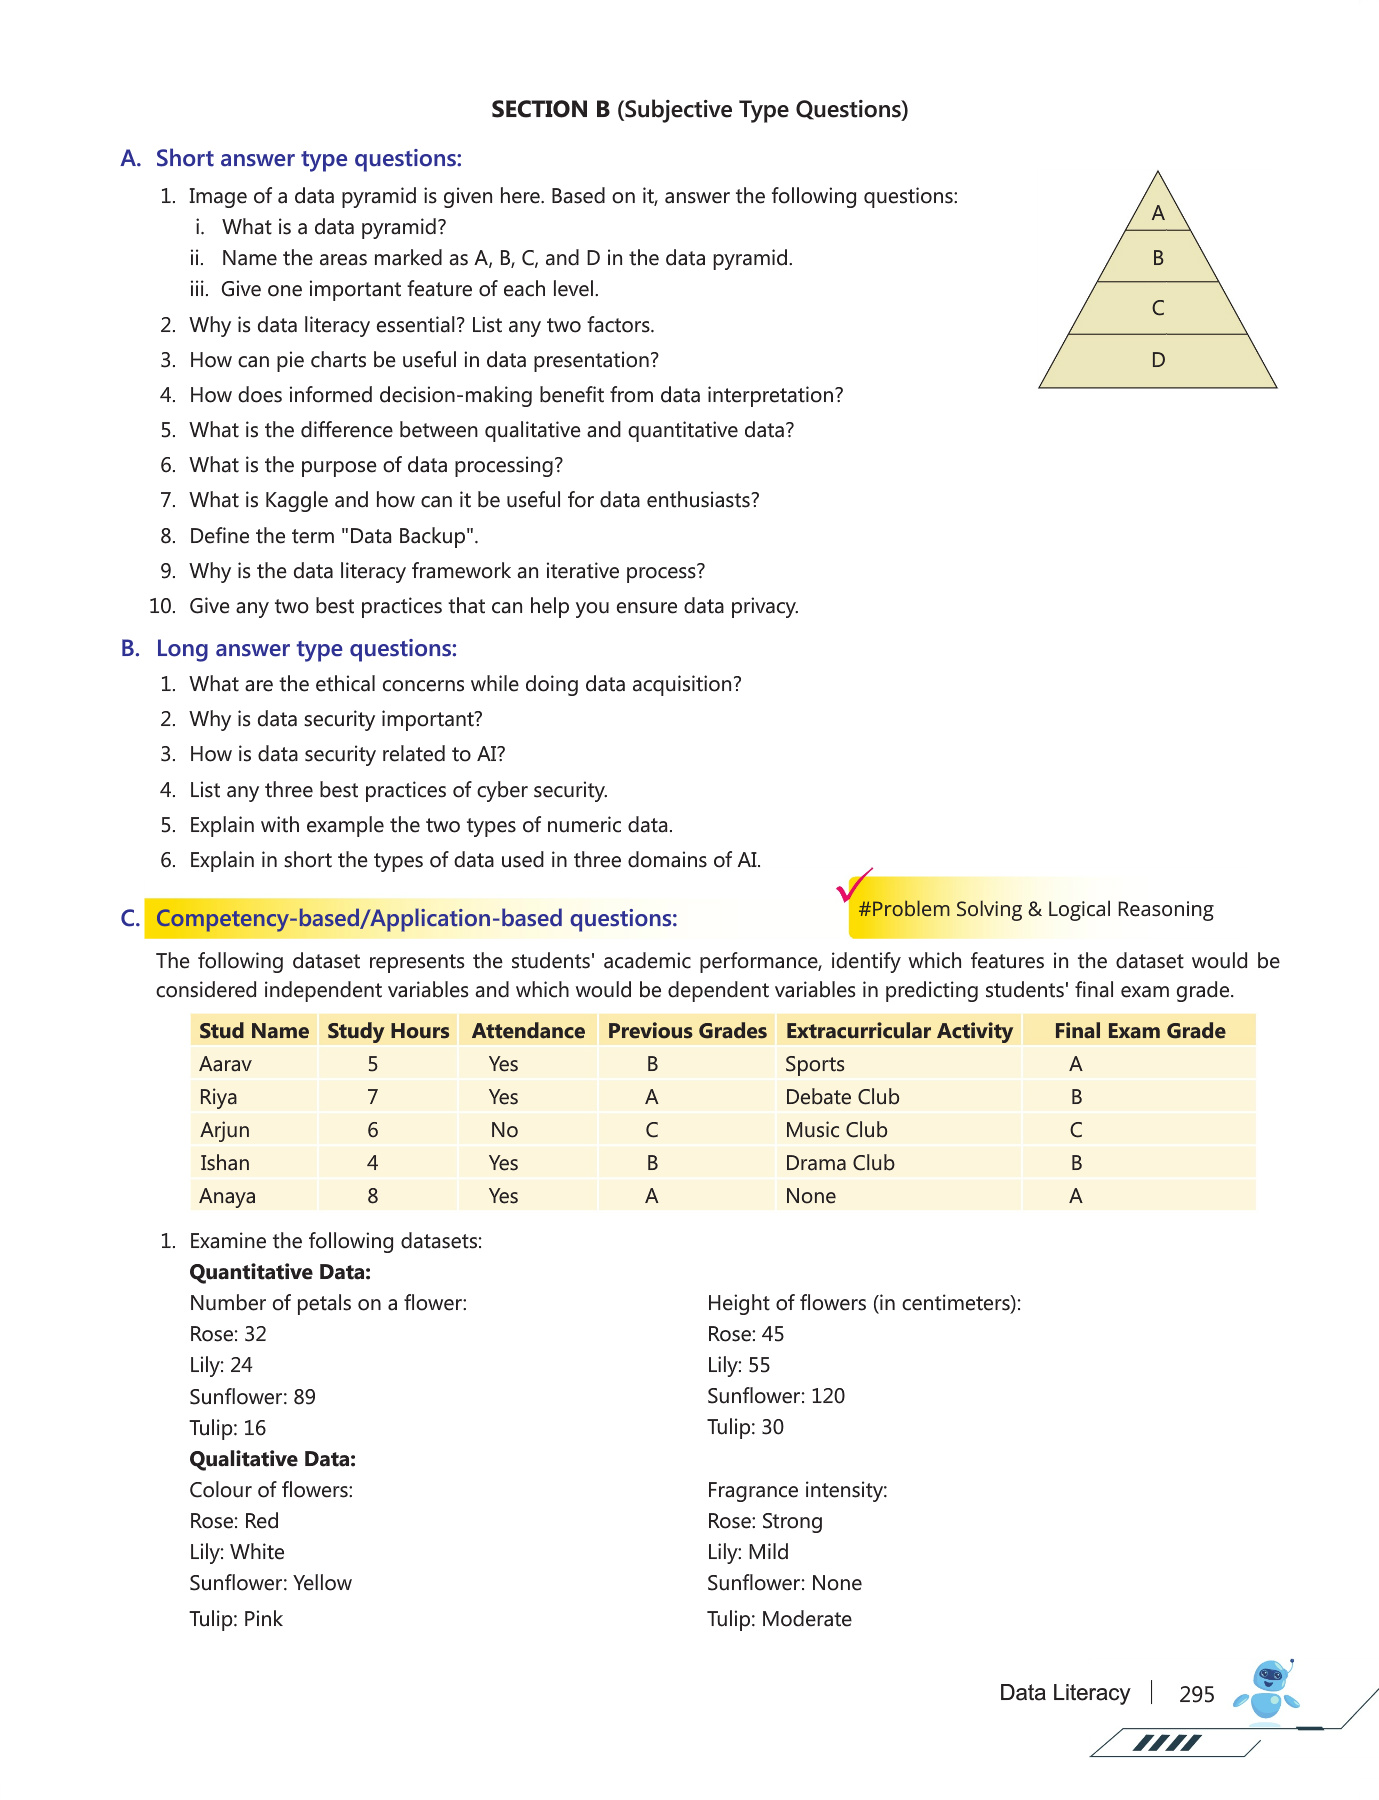 SECTION B (Subjective Type Questions)
A. Short answer type questions:
1. Image of a data pyramid is given here. Based on it, answer the following questions:
i. What is a data pyramid?
ii. Name the areas marked as A, B, C, and D in the data pyramid.
iii. Give one important feature of each level.
A
B
C
D
2. Why is data literacy essential? List any two factors.
3. How can pie charts be useful in data presentation?
4. How does informed decision-making benefit from data interpretation?
5. What is the difference between qualitative and quantitative data?
6. What is the purpose of data processing?
7. What is Kaggle and how can it be useful for data enthusiasts?
8. Define the term "Data Backup".
9. Why is the data literacy framework an iterative process?
10. Give any two best practices that can help you ensure data privacy.
B. Long answer type questions:
1. What are the ethical concerns while doing data acquisition?
2. Why is data security important?
3. How is data security related to AI?
4. List any three best practices of cyber security.
5. Explain with example the two types of numeric data.
6. Explain in short the types of data used in three domains of AI.
C. Competency-based/Application-based questions:
#Problem Solving & Logical Reasoning
The following dataset represents the students' academic performance, identify which features in the dataset would be
considered independent variables and which would be dependent variables in predicting students' final exam grade.
Stud Name Study Hours Attendance Previous Grades Extracurricular Activity Final Exam Grade
Aarav 5 Yes B Sports A
Riya 7 Yes A Debate Club B
Arjun 6 No C Music Club C
Ishan 4 Yes B Drama Club B
Anaya 8 Yes A None A
1. Examine the following datasets:
Quantitative Data:
Number of petals on a flower:
Rose: 32
Lily: 24
Sunflower: 89
Tulip: 16
Height of flowers (in centimeters):
Rose: 45
Lily: 55
Sunflower: 120
Tulip: 30
Qualitative Data:
Colour of flowers:
Rose: Red
Lily: White
Sunflower: Yellow
Tulip: Pink
Fragrance intensity:
Rose: Strong
Lily: Mild
Sunflower: None
Tulip: Moderate
Data Literacy 295